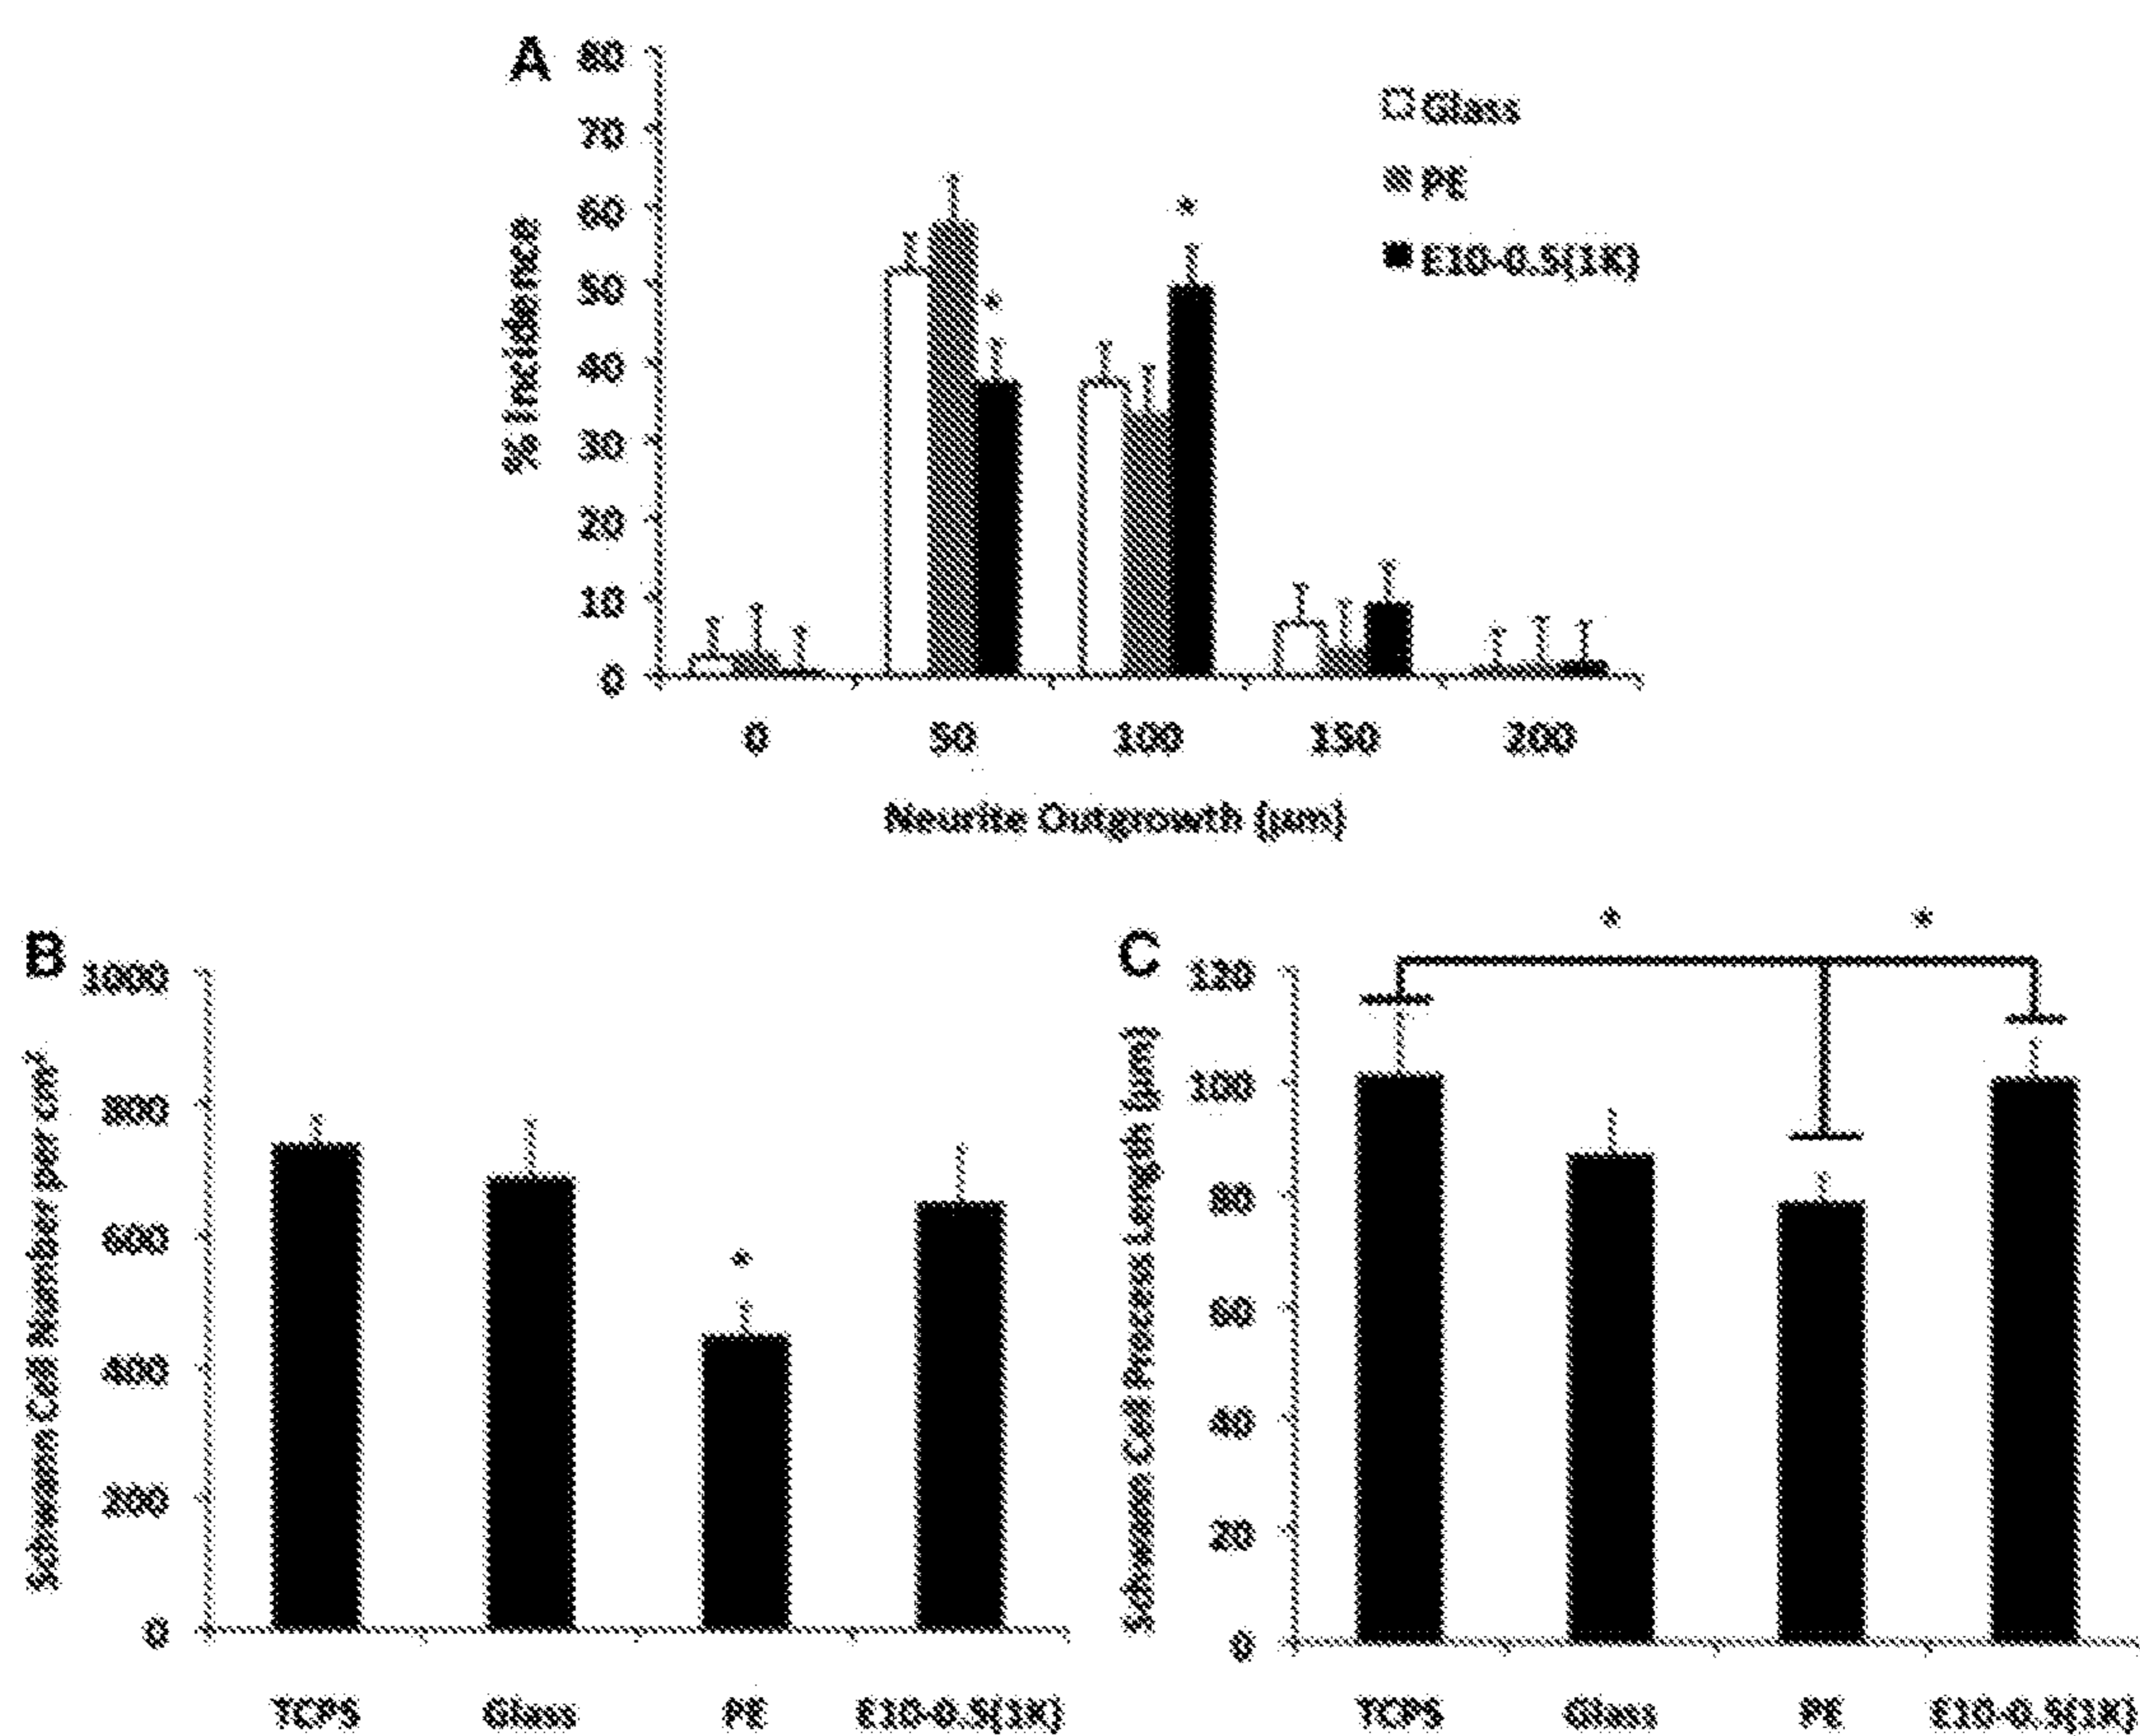 A
80
70
60
50
40
30
20
10
0
% Incidence
Glass
PE
E10-0.5(1K)
*
*
0 50 100 150 200
Neurite Outgrowth (µm)
B
1000
800
600
400
200
0
Schwann Cell Number per cm²
*
TCPS Glass PE E10-0.5(1K)
C
120
100
80
60
40
20
0
Schwann Cell Process Length (µm)
* *
TCPS Glass PE E10-0.5(1K)